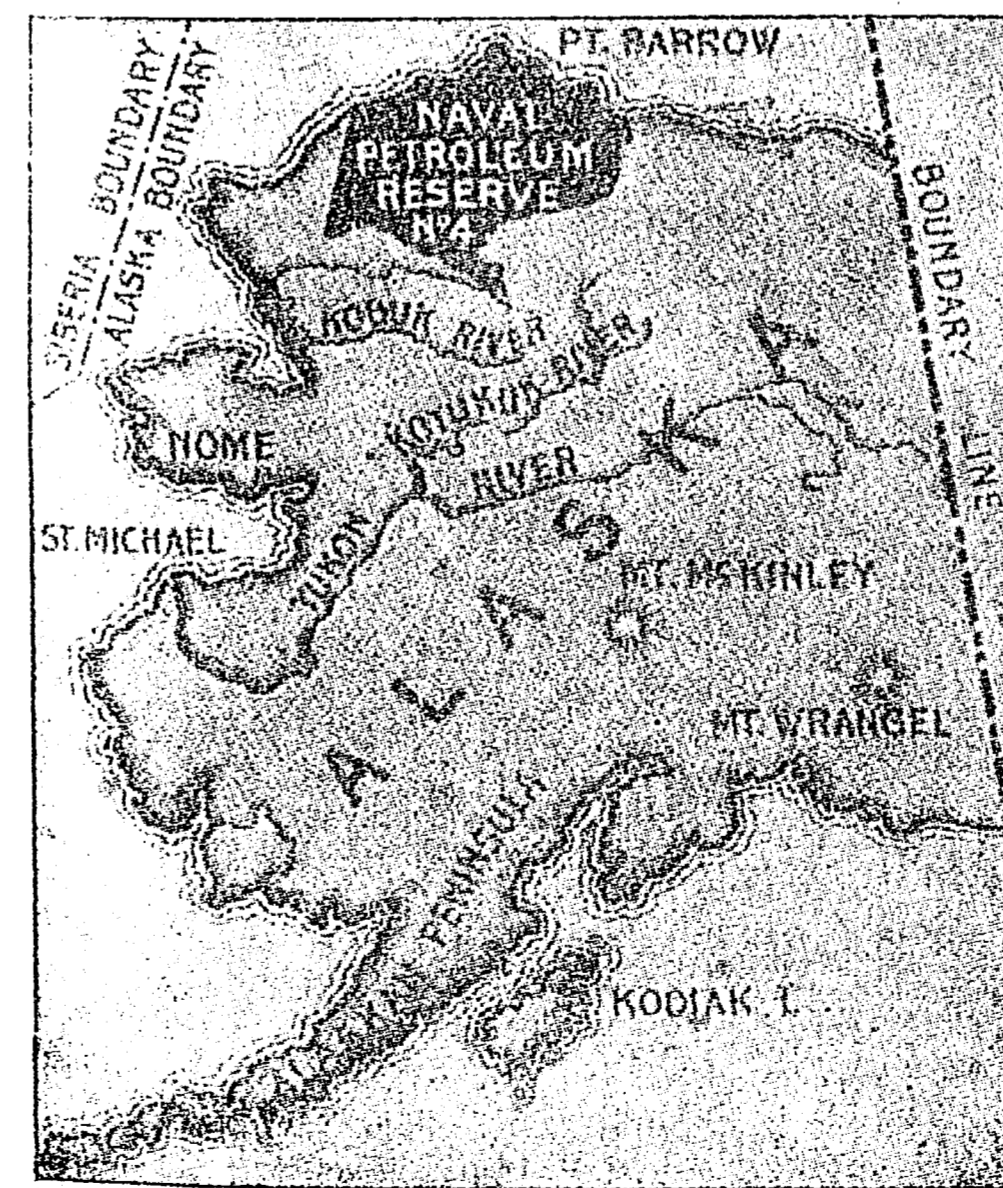 PT. BARROW
SIBERIA BOUNDARY
ALASKA BOUNDARY
NAVAL
PETROLEUM
RESERVE
Nº4
BOUNDARY LINE
KOBUK RIVER
RIVER
NOME
YUKON RIVER
ST. MICHAEL
ALASKA
MT. McKINLEY
MT. WRANGEL
PENINSULA
KODIAK I.